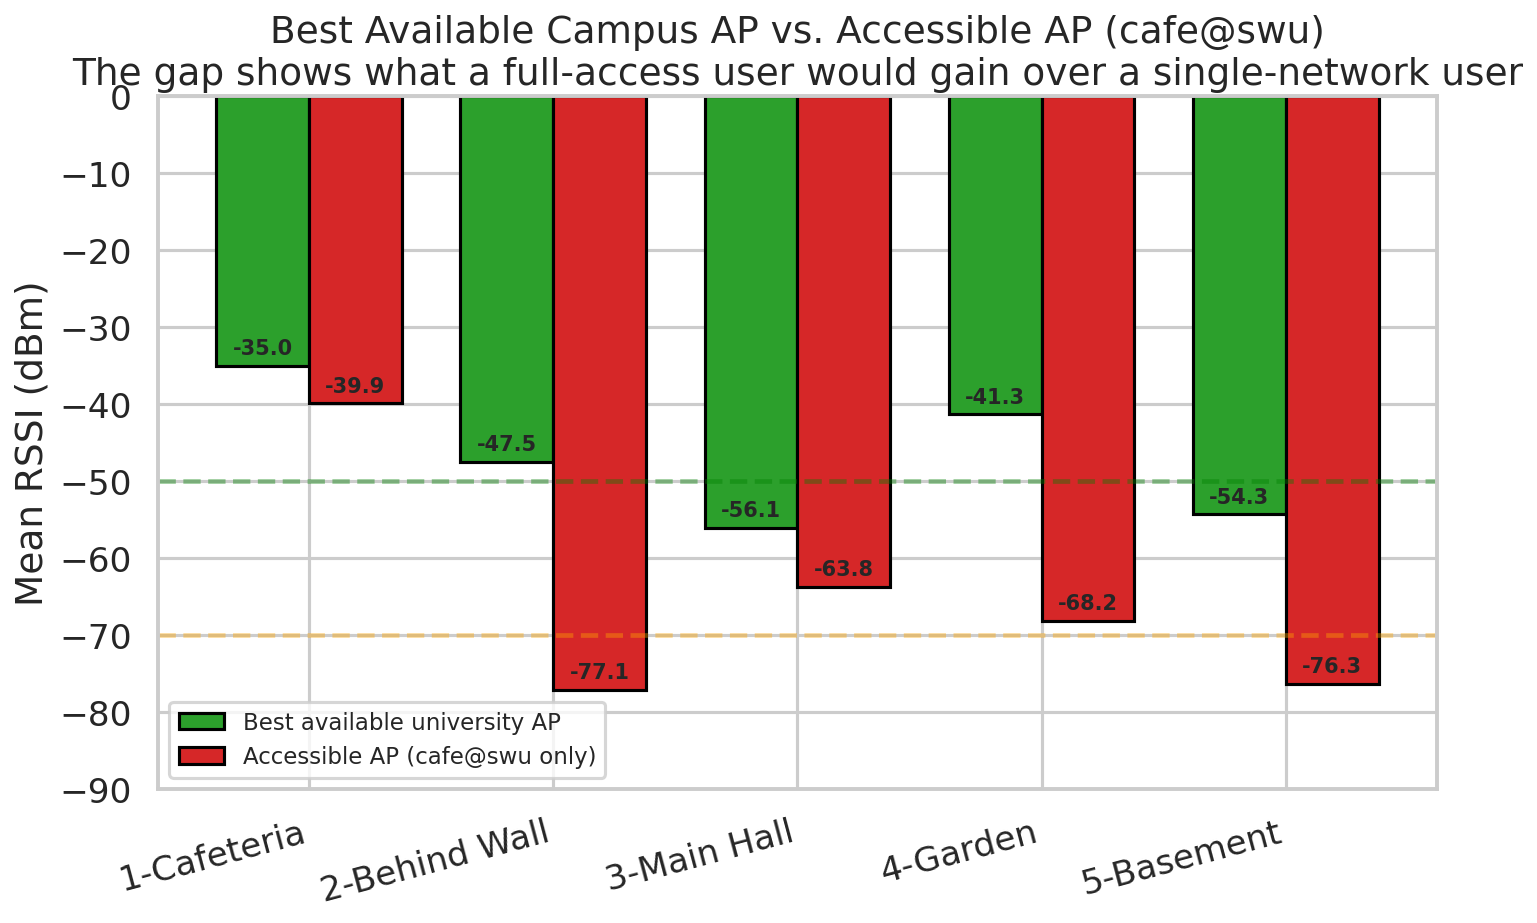 Best Available Campus AP vs. Accessible AP (cafe@swu)
The gap shows what a full-access user would gain over a single-network user
Mean RSSI (dBm)
0
−10
−20
−30
−40
−50
−60
−70
−80
−90
-35.0
-39.9
-47.5
-77.1
-56.1
-63.8
-41.3
-68.2
-54.3
-76.3
Best available university AP
Accessible AP (cafe@swu only)
1-Cafeteria
2-Behind Wall
3-Main Hall
4-Garden
5-Basement